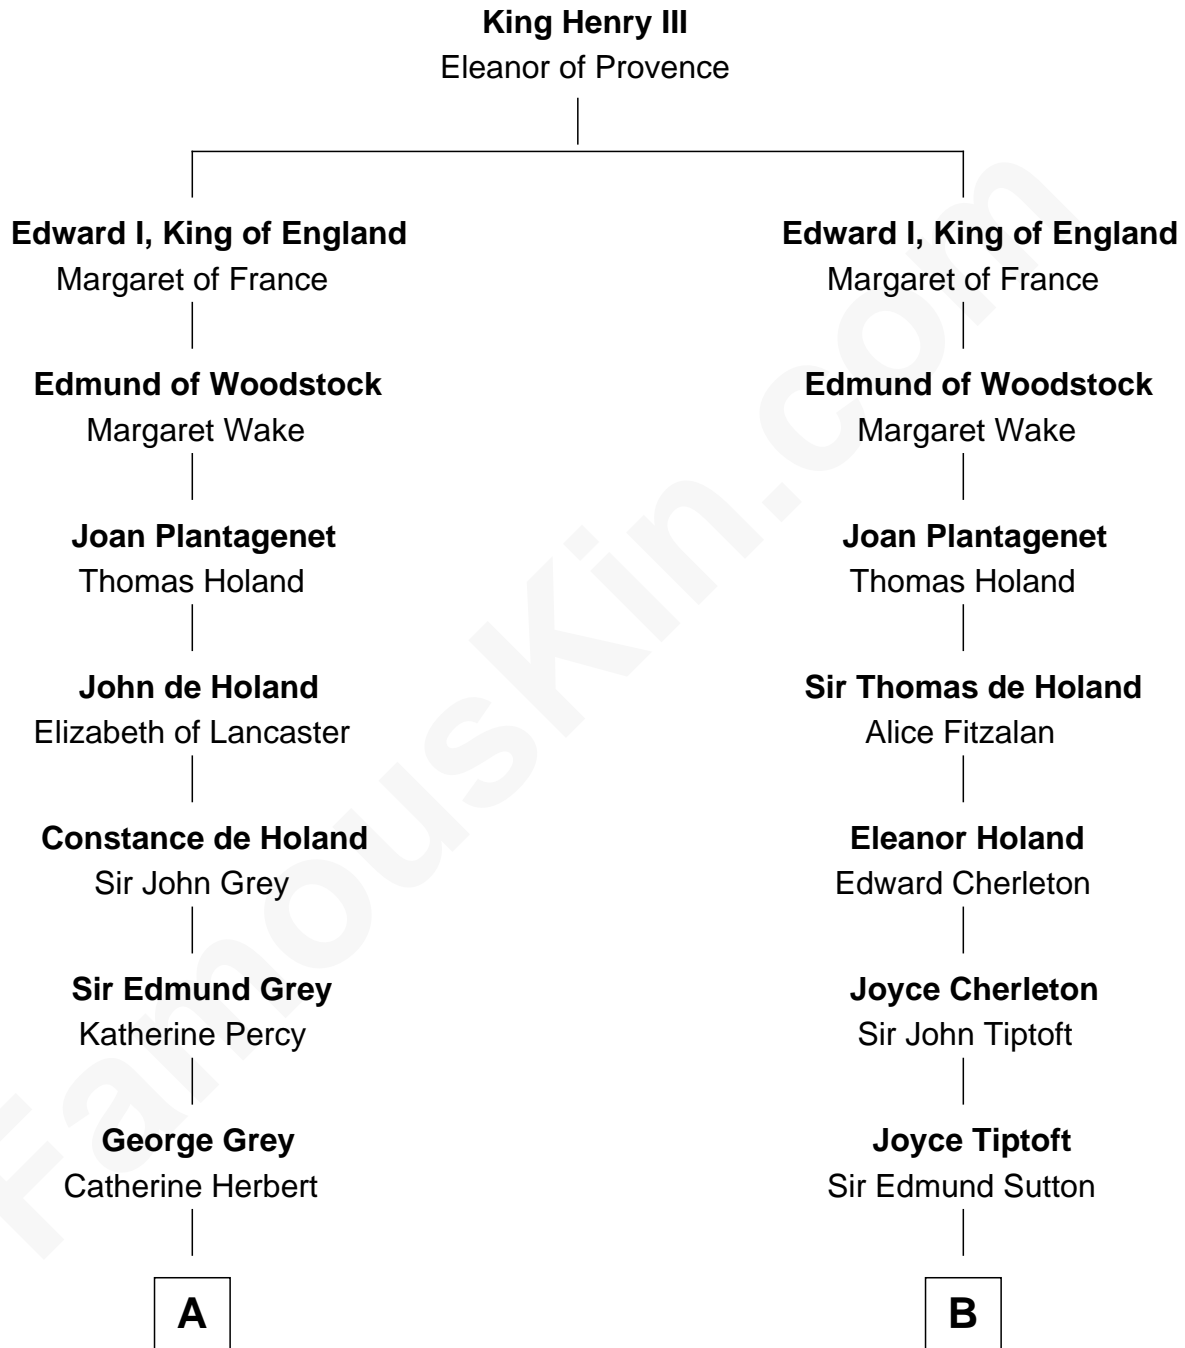 King Henry III
Eleanor of Provence
Edward I, King of England
Margaret of France
Edward I, King of England
Margaret of France
Edmund of Woodstock
Margaret Wake
Edmund of Woodstock
Margaret Wake
Joan Plantagenet
Thomas Holand
Joan Plantagenet
Thomas Holand
John de Holand
Elizabeth of Lancaster
Sir Thomas de Holand
Alice Fitzalan
Constance de Holand
Sir John Grey
Eleanor Holand
Edward Cherleton
Sir Edmund Grey
Katherine Percy
Joyce Cherleton
Sir John Tiptoft
George Grey
Catherine Herbert
Joyce Tiptoft
Sir Edmund Sutton
A
B
FamousKin.com